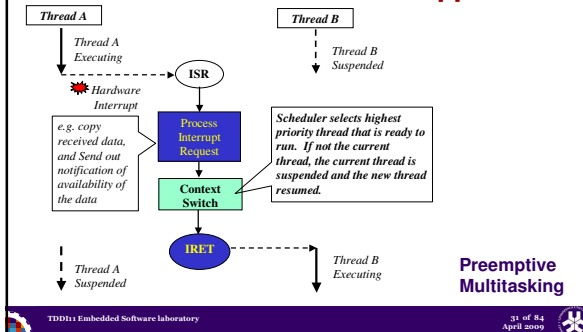 Thread A
Thread B
Thread A
Executing
Thread B
Suspended
ISR
Hardware
Interrupt
e.g. copy
received data,
and Send out
notification of
availability of
the data
Process
Interrupt
Request
Scheduler selects highest
priority thread that is ready to
run. If not the current
thread, the current thread is
suspended and the new thread
resumed.
Context
Switch
IRET
Thread A
Suspended
Thread B
Executing
Preemptive
Multitasking
TDDI11 Embedded Software laboratory
31 of 84
April 2009